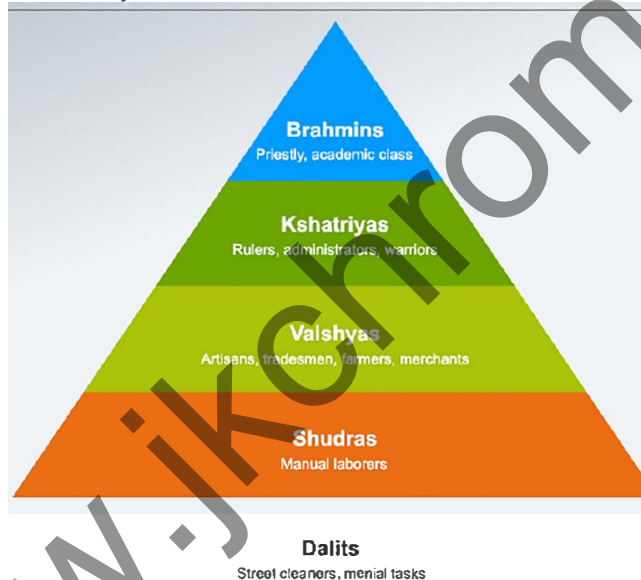 Brahmins
Priestly, academic class
Kshatriyas
Rulers, administrators, warriors
Vaishyas
Artisans, tradesmen, farmers, merchants
Shudras
Manual laborers
Dalits
Street cleaners, menial tasks
w.jkchrom